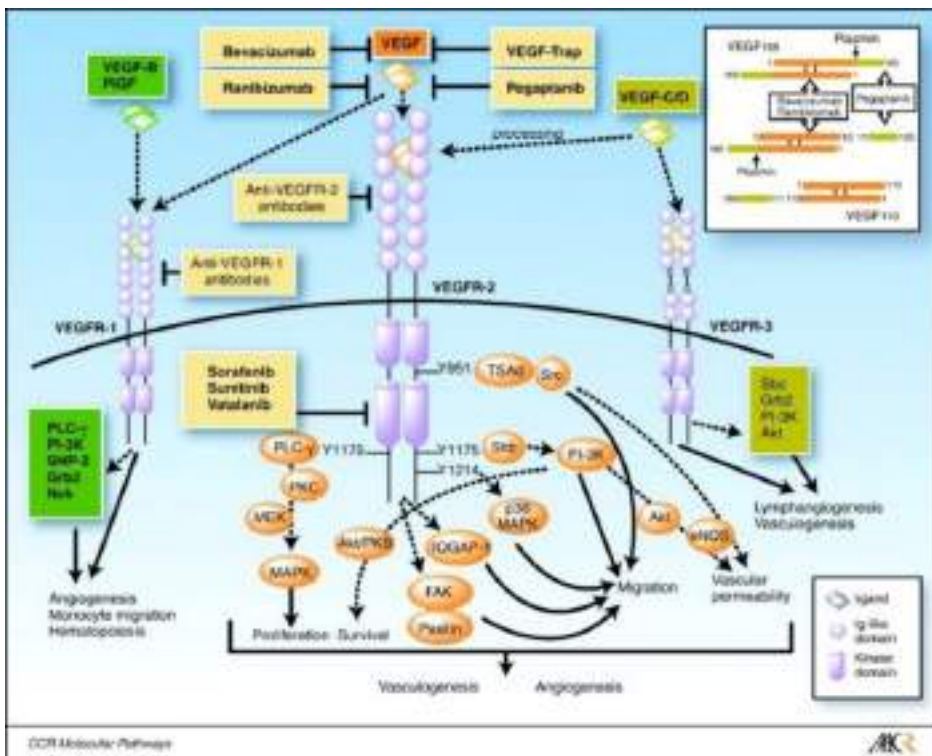 Bevacizumab
VEGF
VEGF-Trap
Ranibizumab
Pegaptanib
VEGF-B
PlGF
VEGF-C/D
processing
Plasmin
VEGF
Bevacizumab
Ranibizumab
Pegaptanib
Plasmin
VEGF110
Anti-VEGFR-2
antibodies
Anti-VEGFR-1
antibodies
VEGFR-1
VEGFR-2
VEGFR-3
Sorafenib
Sunitinib
Vatalanib
Y951
TSAd
Src
PLC-γ
PI-3K
SHP-2
Grb2
Nck
Shc
Grb2
PI-3K
Akt
PLC-γ
Y1175
Y1175
Y1214
PI-3K
PKC
MEK
MAPK
Akt/PKB
IQGAP-1
p38
MAPK
FAK
Paxillin
Akt
eNOS
Lymphangiogenesis
Vasculogenesis
Angiogenesis
Monocyte migration
Hematopoiesis
Proliferation
Survival
Migration
Vascular
permeability
Vasculogenesis
Angiogenesis
ligand
Ig-like
domain
Kinase
domain
CCR Molecular Pathways